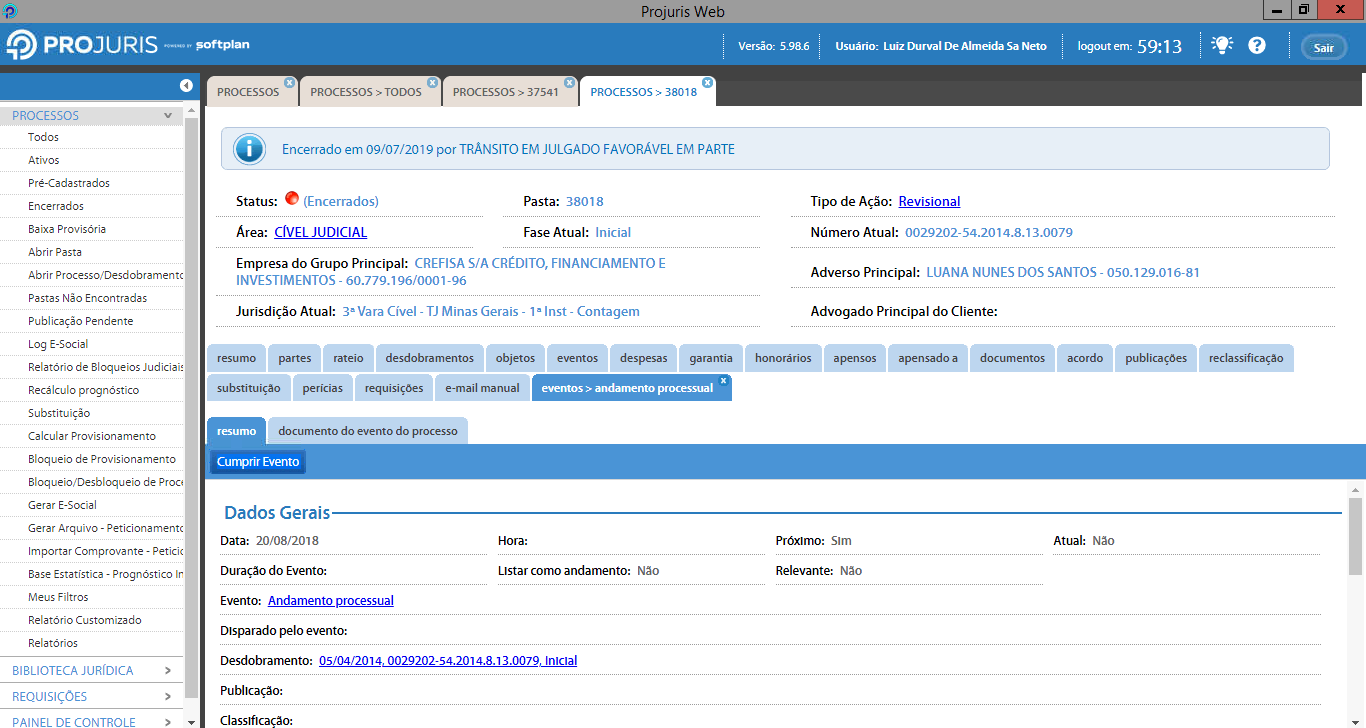 Projuris Web
PROJURIS POWERED BY softplan
Versão: 5.98.6
Usuário: Luiz Durval De Almeida Sa Neto
logout em: 59:13
Sair
PROCESSOS
Todos
Ativos
Pré-Cadastrados
Encerrados
Baixa Provisória
Abrir Pasta
Abrir Processo/Desdobramento
Pastas Não Encontradas
Publicação Pendente
Log E-Social
Relatório de Bloqueios Judiciais
Recálculo prognóstico
Substituição
Calcular Provisionamento
Bloqueio de Provisionamento
Bloqueio/Desbloqueio de Proce
Gerar E-Social
Gerar Arquivo - Peticionamento
Importar Comprovante - Peticio
Base Estatística - Prognóstico In
Meus Filtros
Relatório Customizado
Relatórios
BIBLIOTECA JURÍDICA
REQUISIÇÕES
PAINEL DE CONTROLE
PROCESSOS
PROCESSOS > TODOS
PROCESSOS > 37541
PROCESSOS > 38018
Encerrado em 09/07/2019 por TRÂNSITO EM JULGADO FAVORÁVEL EM PARTE
Status: (Encerrados)
Pasta: 38018
Tipo de Ação: Revisional
Área: CÍVEL JUDICIAL
Fase Atual: Inicial
Número Atual: 0029202-54.2014.8.13.0079
Empresa do Grupo Principal: CREFISA S/A CRÉDITO, FINANCIAMENTO E
INVESTIMENTOS - 60.779.196/0001-96
Adverso Principal: LUANA NUNES DOS SANTOS - 050.129.016-81
Jurisdição Atual: 3ª Vara Cível - TJ Minas Gerais - 1ª Inst - Contagem
Advogado Principal do Cliente:
resumo
partes
rateio
desdobramentos
objetos
eventos
despesas
garantia
honorários
apensos
apensado a
documentos
acordo
publicações
reclassificação
substituição
perícias
requisições
e-mail manual
eventos > andamento processual
resumo
documento do evento do processo
Cumprir Evento
Dados Gerais
Data: 20/08/2018
Hora:
Próximo: Sim
Atual: Não
Duração do Evento:
Listar como andamento: Não
Relevante: Não
Evento: Andamento processual
Disparado pelo evento:
Desdobramento: 05/04/2014, 0029202-54.2014.8.13.0079, Inicial
Publicação:
Classificação: